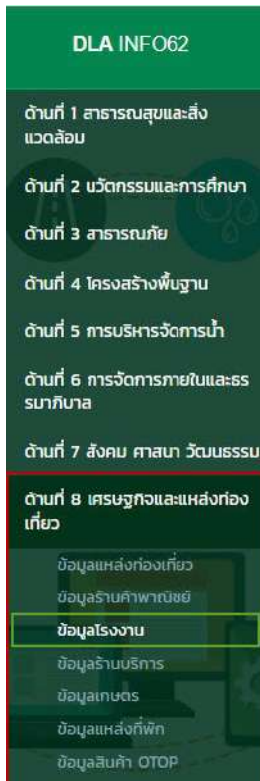 DLA INFO62
ด้านที่ 1 สาธารณสุขและสิ่ง
แวดล้อม
ด้านที่ 2 นวัตกรรมและการศึกษา
ด้านที่ 3 สาธารณภัย
ด้านที่ 4 โครงสร้างพื้นฐาน
ด้านที่ 5 การบริหารจัดการน้ำ
ด้านที่ 6 การจัดการภายในและธร
รมาภิบาล
ด้านที่ 7 สังคม ศาสนา วัฒนธรรม
ด้านที่ 8 เศรษฐกิจและแหล่งท่อง
เที่ยว
ข้อมูลแหล่งท่องเที่ยว
ข้อมูลร้านค้าพาณิชย์
ข้อมูลโรงงาน
ข้อมูลร้านบริการ
ข้อมูลเกษตร
ข้อมูลแหล่งที่พัก
ข้อมูลสินค้า OTOP